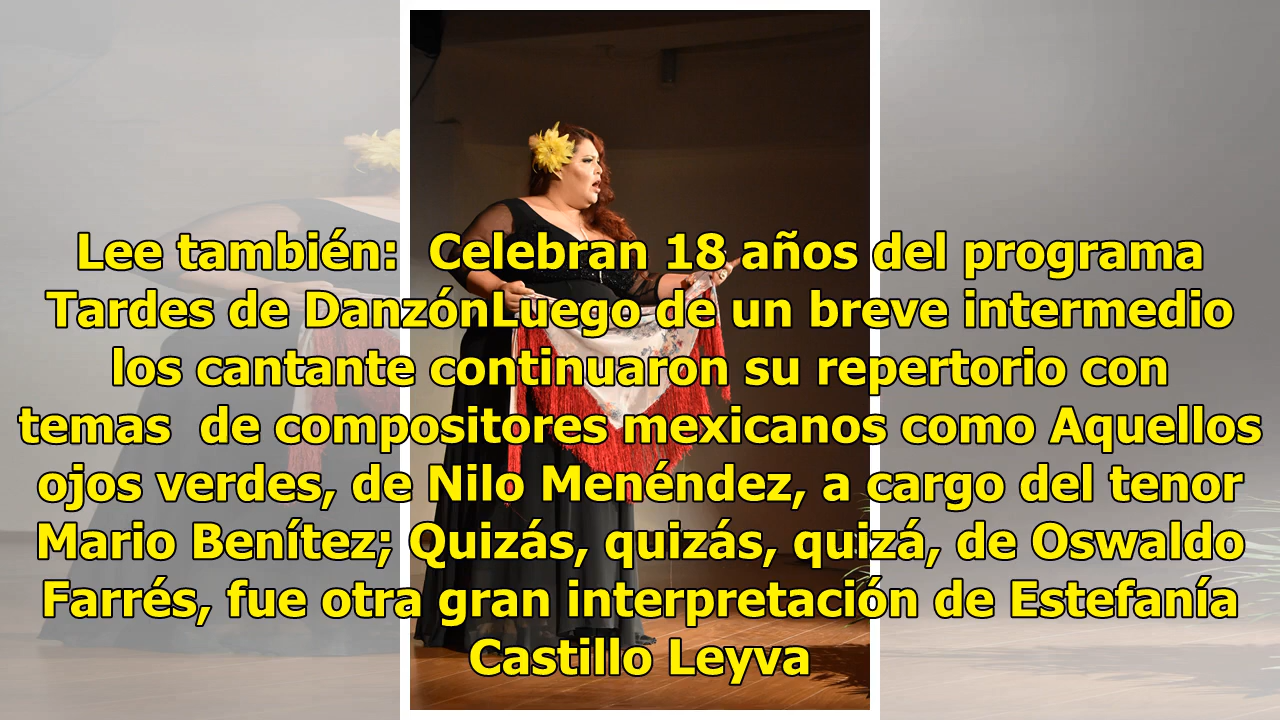 Lee también:  Celebran 18 años del programa
Tardes de DanzónLuego de un breve intermedio
los cantante continuaron su repertorio con
temas  de compositores mexicanos como Aquellos
ojos verdes, de Nilo Menéndez, a cargo del tenor
Mario Benítez; Quizás, quizás, quizá, de Oswaldo
Farrés, fue otra gran interpretación de Estefanía
Castillo Leyva